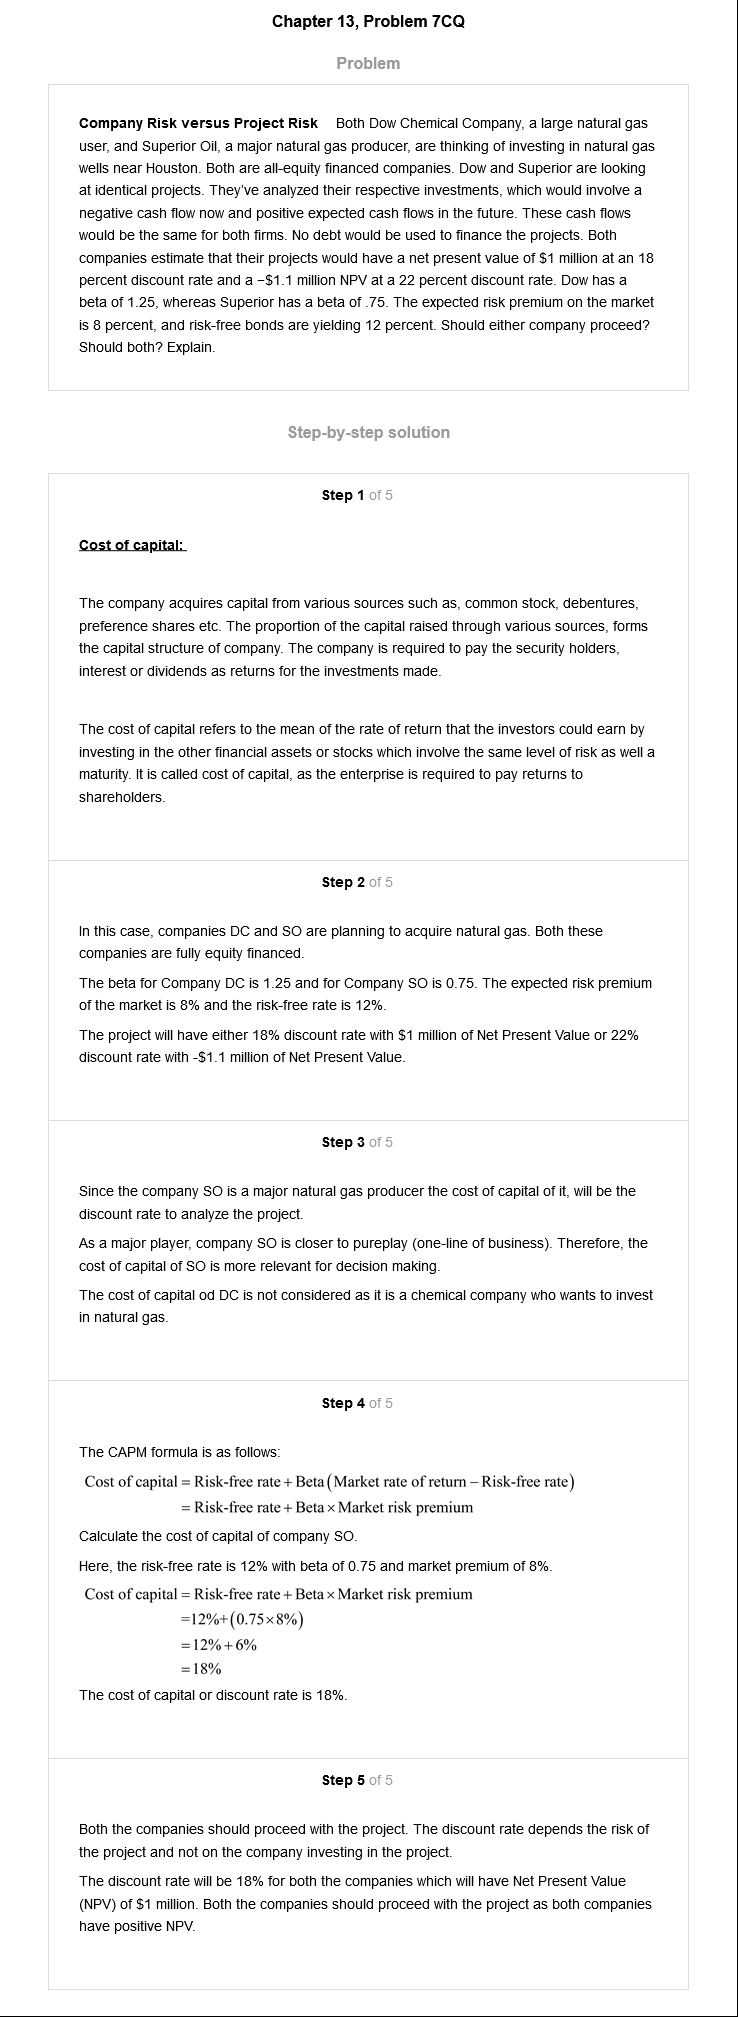 Chapter 13, Problem 7CQ
Problem
Company Risk versus Project Risk Both Dow Chemical Company, a large natural gas
user, and Superior Oil, a major natural gas producer, are thinking of investing in natural gas
wells near Houston. Both are all-equity financed companies. Dow and Superior are looking
at identical projects. They've analyzed their respective investments, which would involve a
negative cash flow now and positive expected cash flows in the future. These cash flows
would be the same for both firms. No debt would be used to finance the projects. Both
companies estimate that their projects would have a net present value of $1 million at an 18
percent discount rate and a −$1.1 million NPV at a 22 percent discount rate. Dow has a
beta of 1.25, whereas Superior has a beta of .75. The expected risk premium on the market
is 8 percent, and risk-free bonds are yielding 12 percent. Should either company proceed?
Should both? Explain.
Step-by-step solution
Step 1 of 5
Cost of capital:
The company acquires capital from various sources such as, common stock, debentures,
preference shares etc. The proportion of the capital raised through various sources, forms
the capital structure of company. The company is required to pay the security holders,
interest or dividends as returns for the investments made.
The cost of capital refers to the mean of the rate of return that the investors could earn by
investing in the other financial assets or stocks which involve the same level of risk as well a
maturity. It is called cost of capital, as the enterprise is required to pay returns to
shareholders.
Step 2 of 5
In this case, companies DC and SO are planning to acquire natural gas. Both these
companies are fully equity financed.
The beta for Company DC is 1.25 and for Company SO is 0.75. The expected risk premium
of the market is 8% and the risk-free rate is 12%.
The project will have either 18% discount rate with $1 million of Net Present Value or 22%
discount rate with -$1.1 million of Net Present Value.
Step 3 of 5
Since the company SO is a major natural gas producer the cost of capital of it, will be the
discount rate to analyze the project.
As a major player, company SO is closer to pureplay (one-line of business). Therefore, the
cost of capital of SO is more relevant for decision making.
The cost of capital od DC is not considered as it is a chemical company who wants to invest
in natural gas.
Step 4 of 5
The CAPM formula is as follows:
Cost of capital = Risk-free rate + Beta (Market rate of return − Risk-free rate)
= Risk-free rate + Beta × Market risk premium
Calculate the cost of capital of company SO.
Here, the risk-free rate is 12% with beta of 0.75 and market premium of 8%.
Cost of capital = Risk-free rate + Beta × Market risk premium
=12%+(0.75×8%)
=12%+6%
=18%
The cost of capital or discount rate is 18%.
Step 5 of 5
Both the companies should proceed with the project. The discount rate depends the risk of
the project and not on the company investing in the project.
The discount rate will be 18% for both the companies which will have Net Present Value
(NPV) of $1 million. Both the companies should proceed with the project as both companies
have positive NPV.